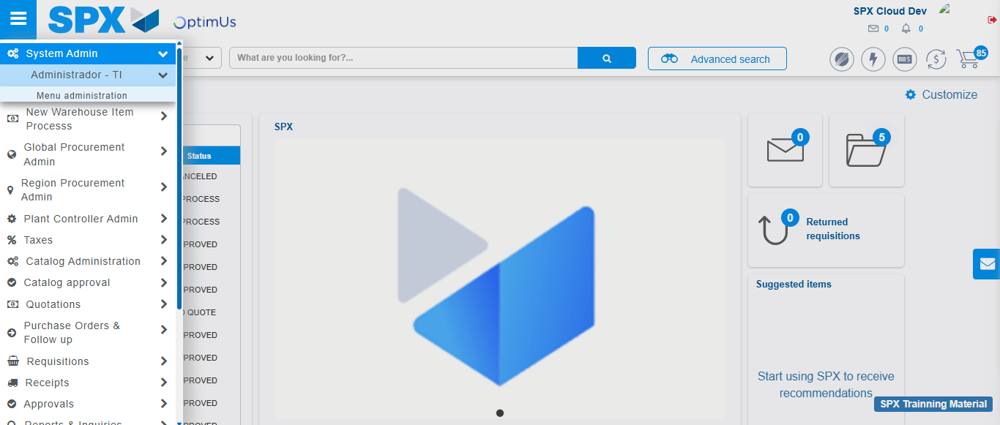 SPX
OptimUs
SPX Cloud Dev
0
0
System Admin
Administrador - TI
Menu administration
New Warehouse Item
Processs
Global Procurement
Admin
Region Procurement
Admin
Plant Controller Admin
Taxes
Catalog Administration
Catalog approval
Quotations
Purchase Orders &
Follow up
Requisitions
Receipts
Approvals
Reports & Inquiries
What are you looking for?...
Advanced search
85
Customize
Status
ANCELED
PROCESS
PROCESS
PROVED
PROVED
PROVED
QUOTE
PROVED
PROVED
PROVED
PROVED
PROVED
SPX
0
5
0
Returned
requisitions
Suggested items
Start using SPX to receive
recommendations
SPX Trainning Material